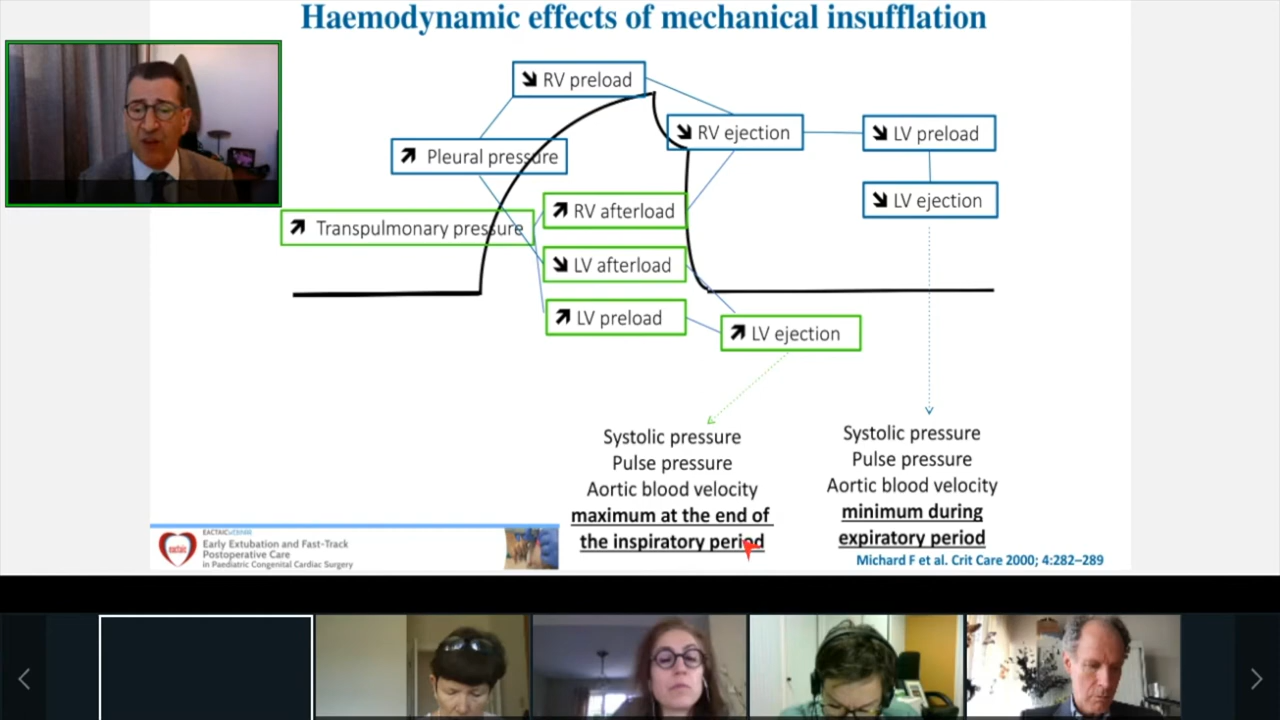 Haemodynamic effects of mechanical insufflation
RV preload
RV ejection
LV preload
Pleural pressure
LV ejection
RV afterload
Transpulmonary pressure
LV afterload
LV preload
LV ejection
Systolic pressure
Pulse pressure
Aortic blood velocity
maximum at the end of
the inspiratory period
Systolic pressure
Pulse pressure
Aortic blood velocity
minimum during
expiratory period
Michard F et al. Crit Care 2000; 4:282–289
eactaic
EACTAICWEBINAR
Early Extubation and Fast-Track
Postoperative Care
in Paediatric Congenital Cardiac Surgery